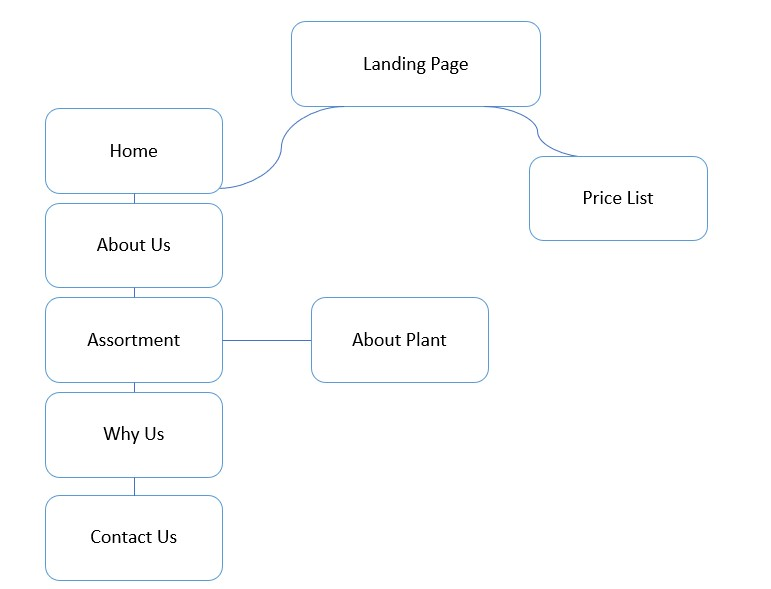 Landing Page
Home
Price List
About Us
Assortment
About Plant
Why Us
Contact Us